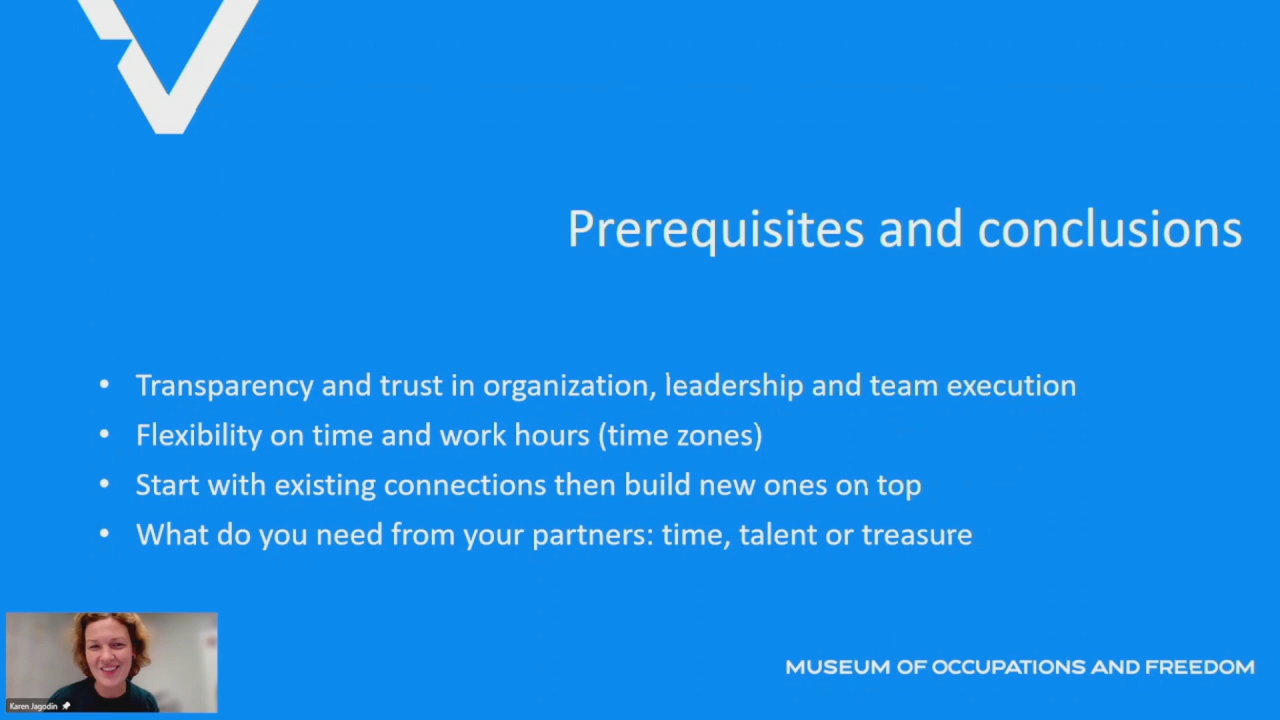 Prerequisites and conclusions
• Transparency and trust in organization, leadership and team execution
• Flexibility on time and work hours (time zones)
• Start with existing connections then build new ones on top
• What do you need from your partners: time, talent or treasure
Karen Jagodin
MUSEUM OF OCCUPATIONS AND FREEDOM